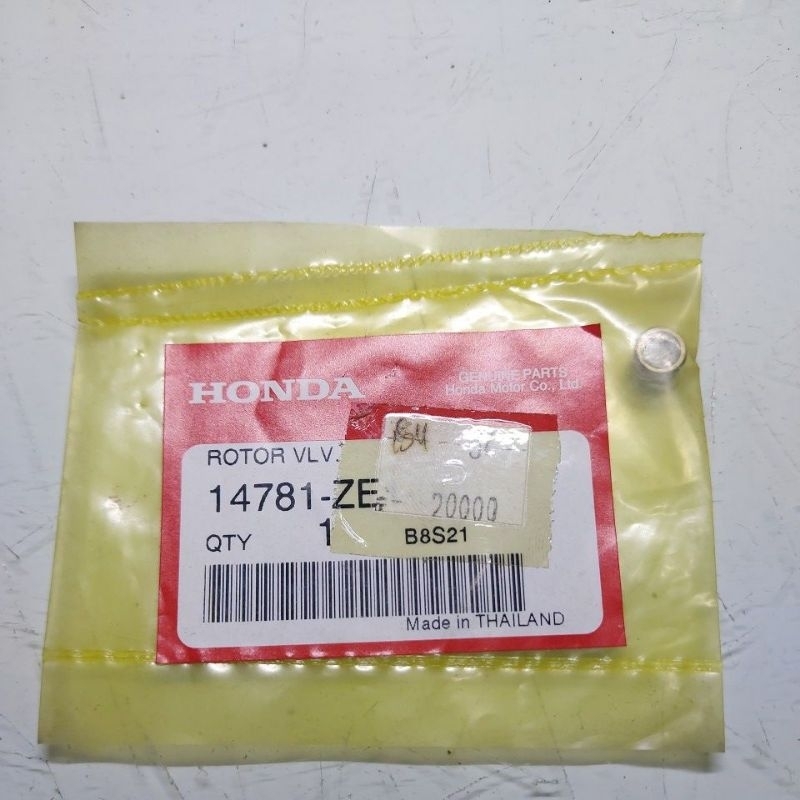 HONDA
GENUINE PARTS
Honda Motor Co., Ltd.
ROTOR VLV.
14781-ZE
20000
QTY 1
B8S21
Made in THAILAND